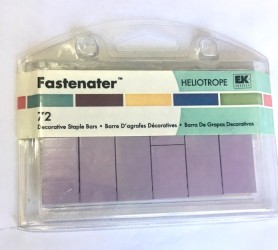 Fastenater™
HELIOTROPE
EK
72
Decorative Staple Bars • Barre D'agrafes Décoratives • Barra De Grapas Decorativas